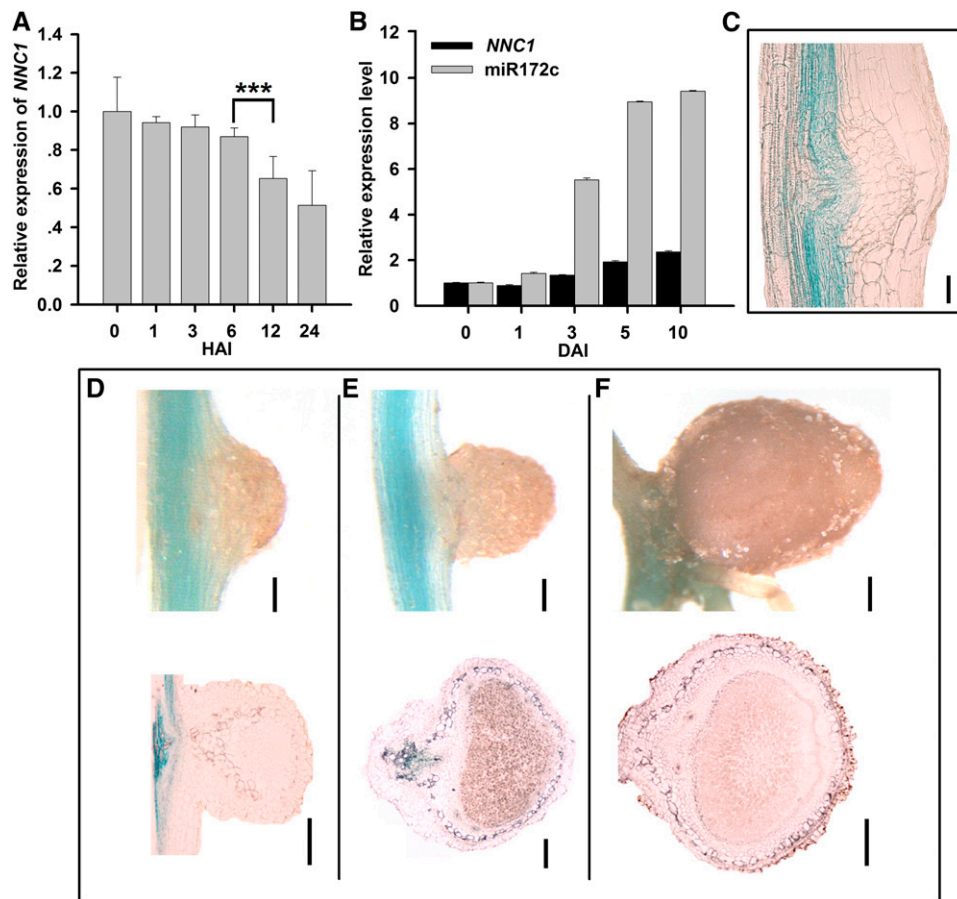 A
Relative expression of NNC1
1.4
1.2
1.0
.8
.6
.4
.2
0.0
***
0 1 3 6 12 24
HAI
B
Relative expression level
12
10
8
6
4
2
0
NNC1
miR172c
0 1 3 5 10
DAI
C
D
E
F